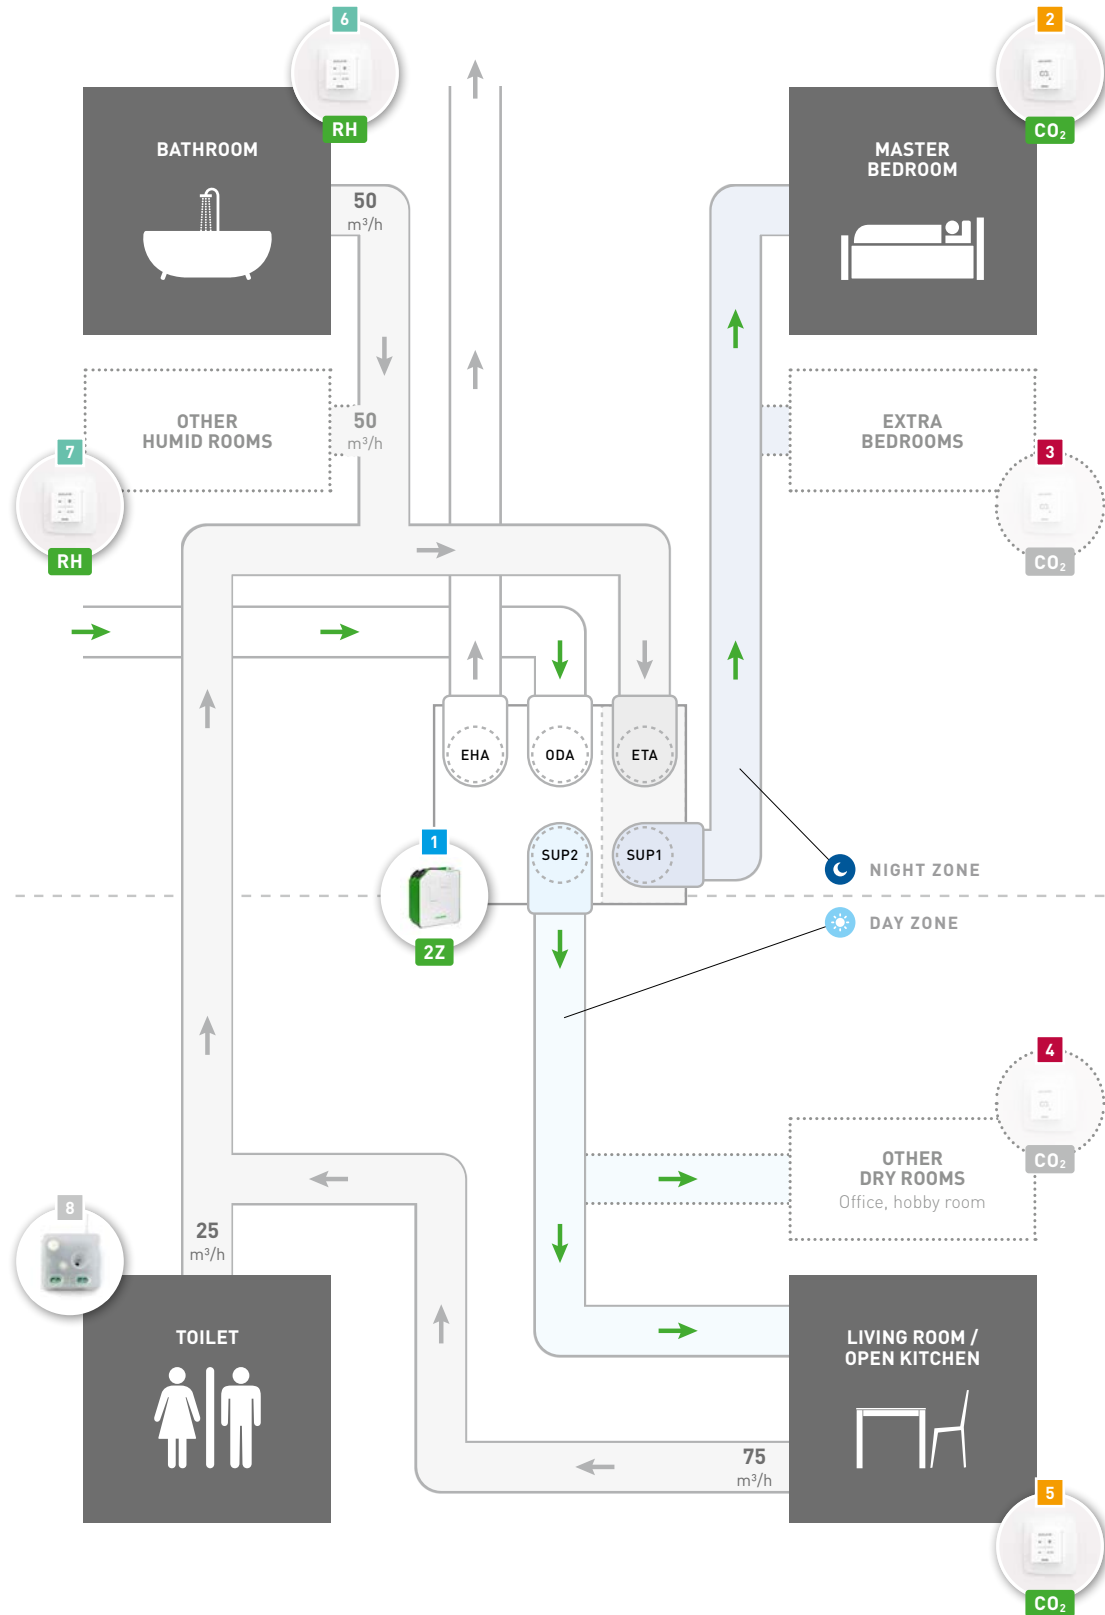 6
RH
BATHROOM
50
m³/h
2
CO₂
MASTER
BEDROOM
OTHER
HUMID ROOMS
50
m³/h
7
RH
EXTRA
BEDROOMS
3
CO₂
EHA
ODA
ETA
SUP2
SUP1
1
2Z
NIGHT ZONE
DAY ZONE
4
CO₂
OTHER
DRY ROOMS
Office, hobby room
8
25
m³/h
TOILET
LIVING ROOM /
OPEN KITCHEN
75
m³/h
5
CO₂